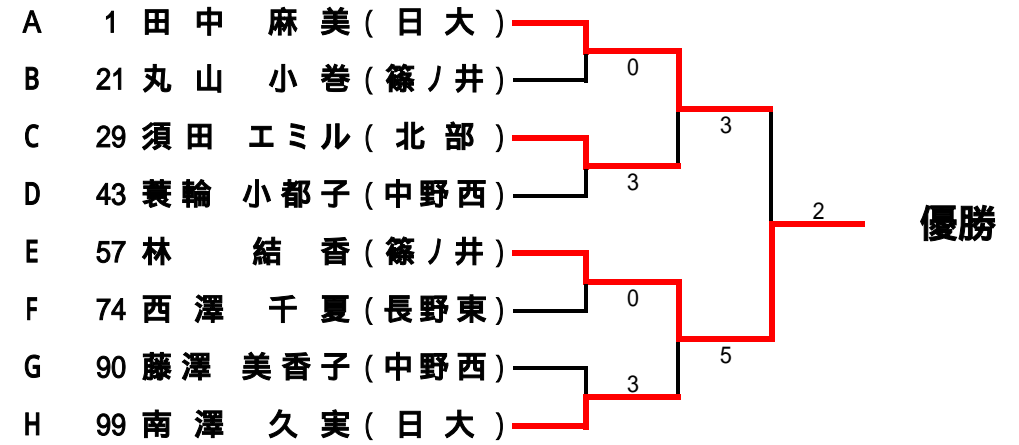 A 1 田中 麻美 ( 日大 )
0
B 21 丸山 小巻 ( 篠ノ井 )
3
C 29 須田 エミル ( 北部 )
3
D 43 蓑輪 小都子 ( 中野西 )
2
優勝
E 57 林 結香 ( 篠ノ井 )
0
F 74 西澤 千夏 ( 長野東 )
5
G 90 藤澤 美香子 ( 中野西 )
3
H 99 南澤 久実 ( 日大 )